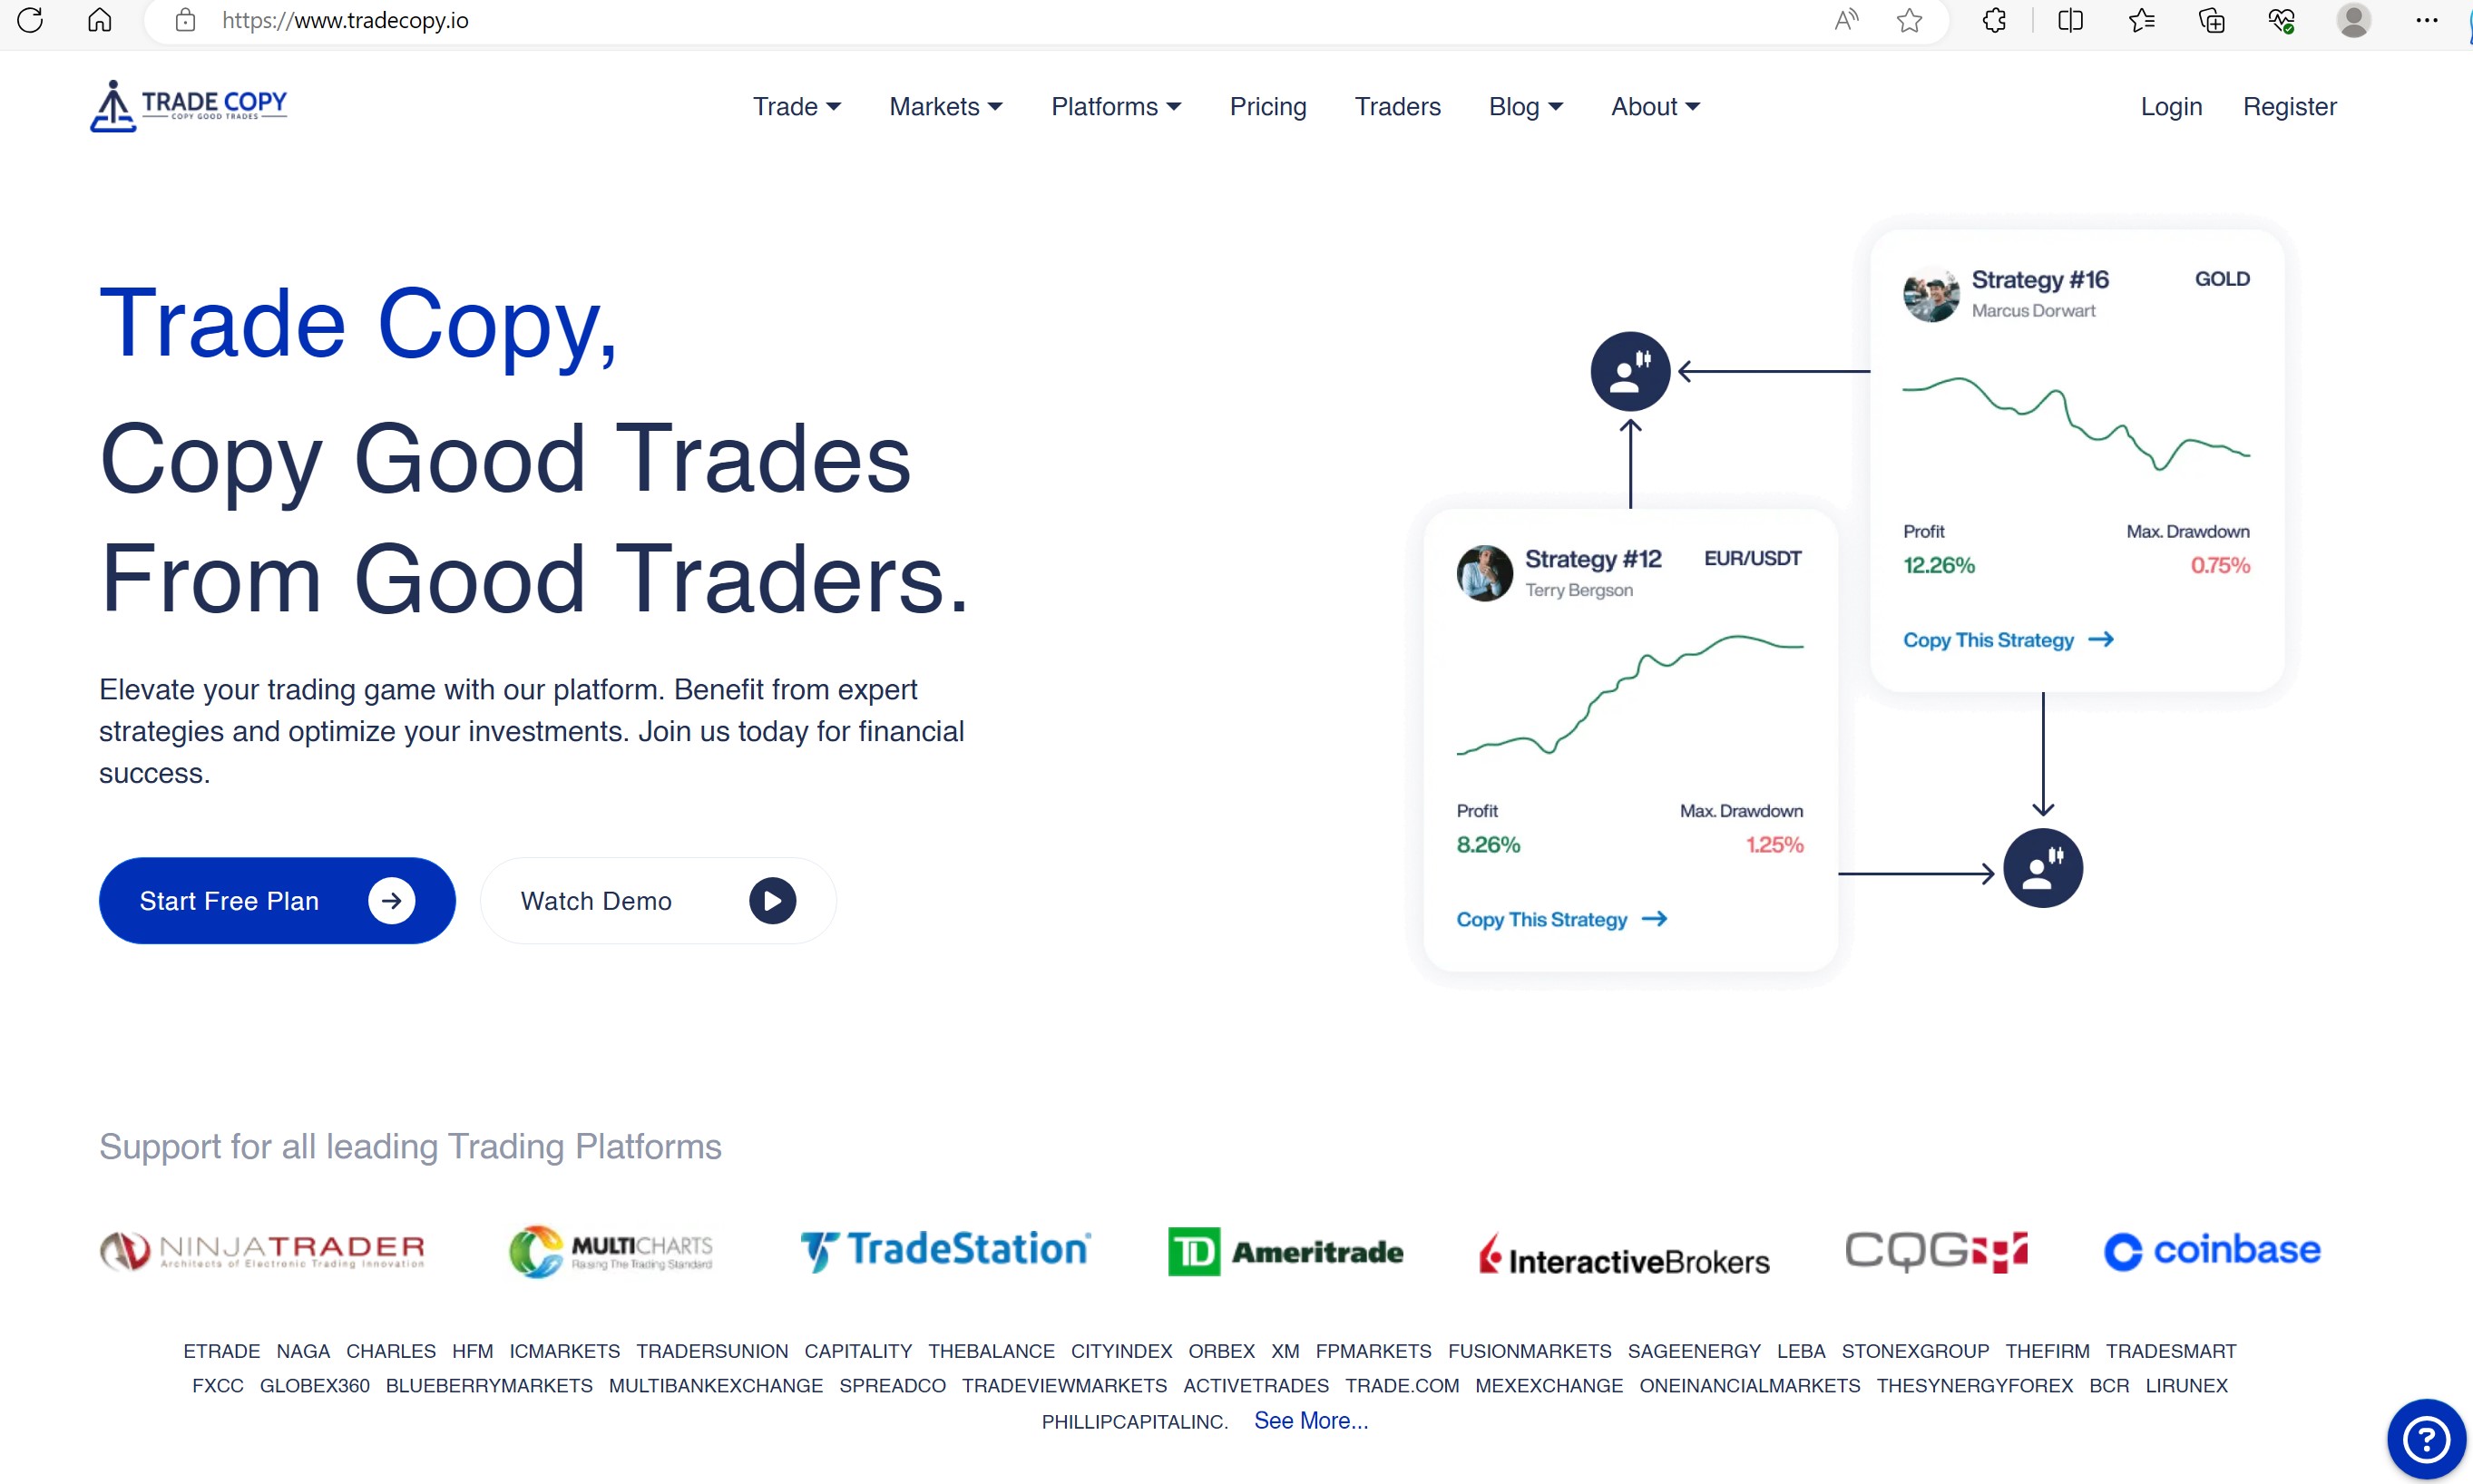 https://www.tradecopy.io
TRADE COPY
COPY GOOD TRADES
Trade Markets Platforms Pricing Traders Blog About
Login Register
Trade Copy,
Copy Good Trades
From Good Traders.
Elevate your trading game with our platform. Benefit from expert
strategies and optimize your investments. Join us today for financial
success.
Start Free Plan
Watch Demo
Strategy #16 GOLD
Marcus Dorwart
Profit Max. Drawdown
12.26% 0.75%
Copy This Strategy
Strategy #12 EUR/USDT
Terry Bergson
Profit Max. Drawdown
8.26% 1.25%
Copy This Strategy
Support for all leading Trading Platforms
NINJATRADER
Architects of Electronic Trading Innovation
MULTICHARTS
Raising The Trading Standard
TradeStation
TD Ameritrade
InteractiveBrokers
CQG
coinbase
ETRADE NAGA CHARLES HFM ICMARKETS TRADERSUNION CAPITALITY THEBALANCE CITYINDEX ORBEX XM FPMARKETS FUSIONMARKETS SAGEENERGY LEBA STONEXGROUP THEFIRM TRADESMART
FXCC GLOBEX360 BLUEBERRYMARKETS MULTIBANKEXCHANGE SPREADCO TRADEVIEWMARKETS ACTIVETRADES TRADE.COM MEXEXCHANGE ONEINANCIALMARKETS THESYNERGYFOREX BCR LIRUNEX
PHILLIPCAPITALINC. See More...